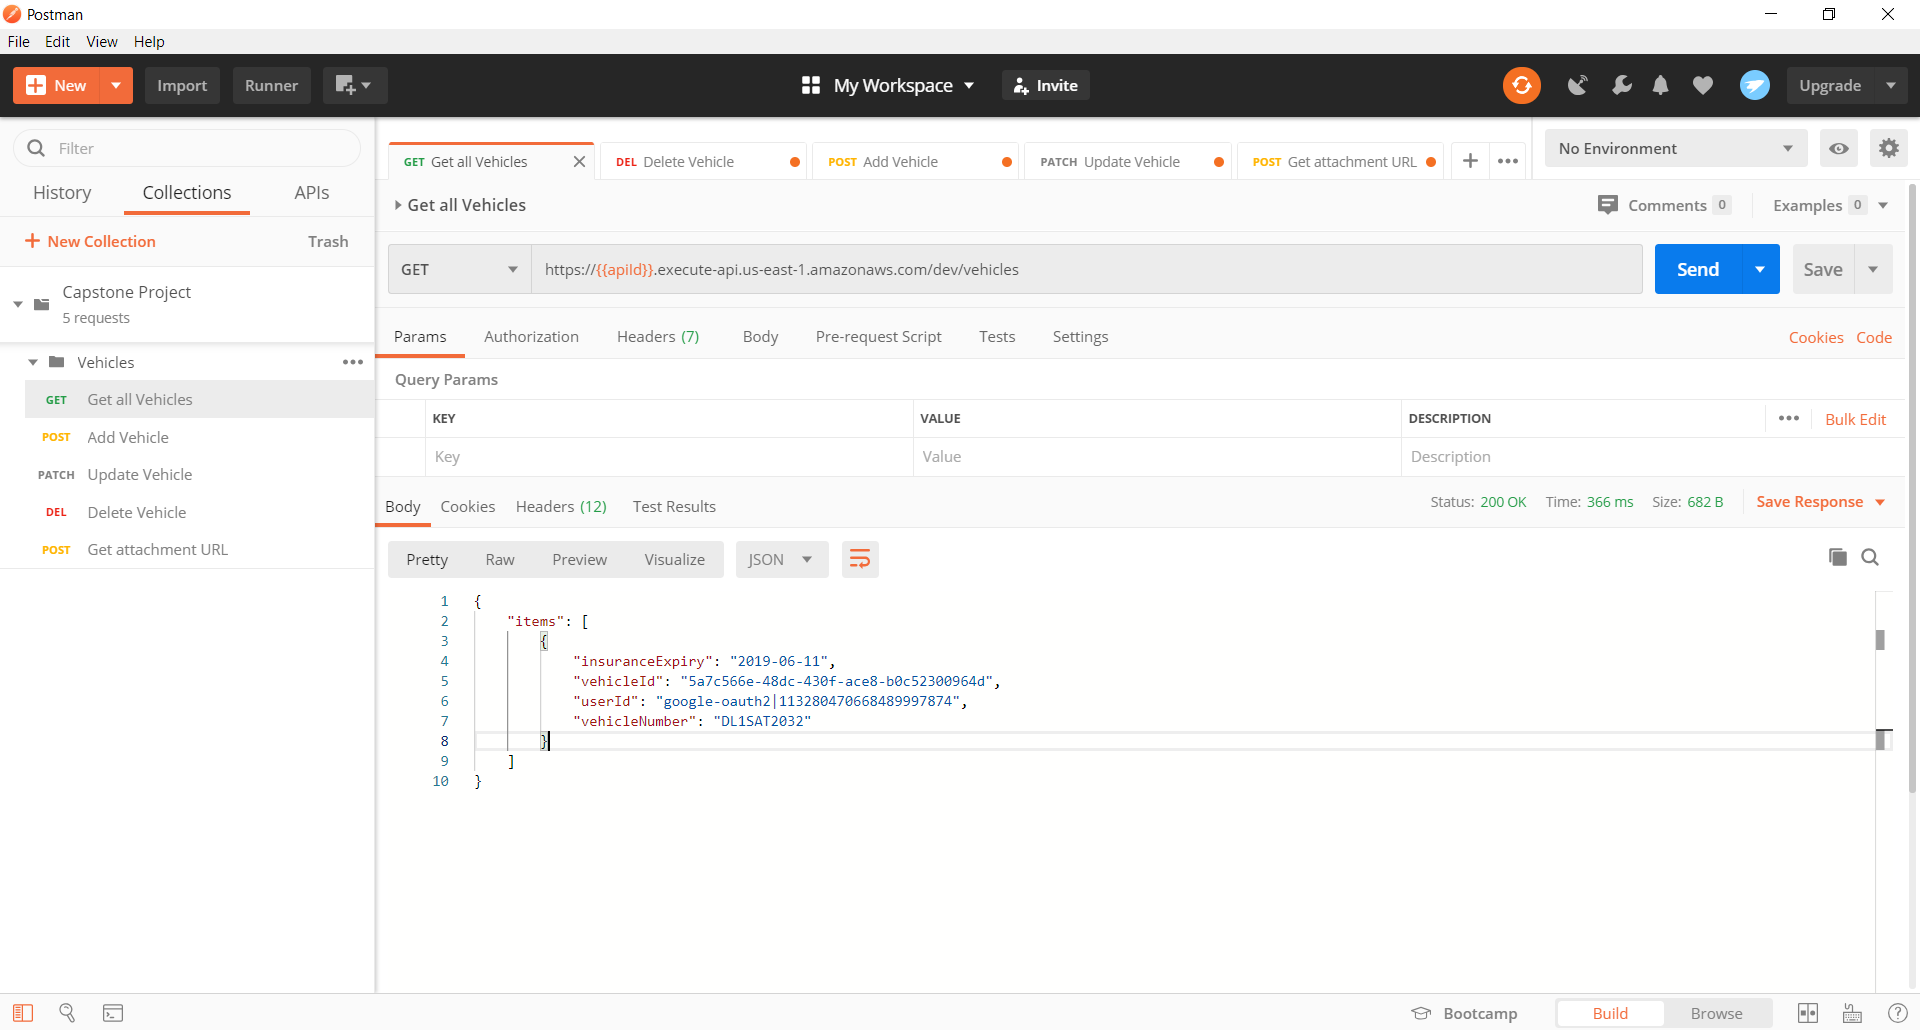 Postman
File Edit View Help
New Import Runner My Workspace Invite Upgrade
Filter
History Collections APIs
New Collection Trash
Capstone Project
5 requests
Vehicles
GET Get all Vehicles
POST Add Vehicle
PATCH Update Vehicle
DEL Delete Vehicle
POST Get attachment URL
GET Get all Vehicles DEL Delete Vehicle POST Add Vehicle PATCH Update Vehicle POST Get attachment URL No Environment
Get all Vehicles Comments 0 Examples 0
GET https://{{apiId}}.execute-api.us-east-1.amazonaws.com/dev/vehicles Send Save
Params Authorization Headers (7) Body Pre-request Script Tests Settings Cookies Code
Query Params
KEY VALUE DESCRIPTION Bulk Edit
Key Value Description
Body Cookies Headers (12) Test Results Status: 200 OK Time: 366 ms Size: 682 B Save Response
Pretty Raw Preview Visualize JSON
1 {
2 "items": [
3 {
4 "insuranceExpiry": "2019-06-11",
5 "vehicleId": "5a7c566e-48dc-430f-ace8-b0c52300964d",
6 "userId": "google-oauth2|113280470668489997874",
7 "vehicleNumber": "DL1SAT2032"
8 }
9 ]
10 }
Bootcamp Build Browse